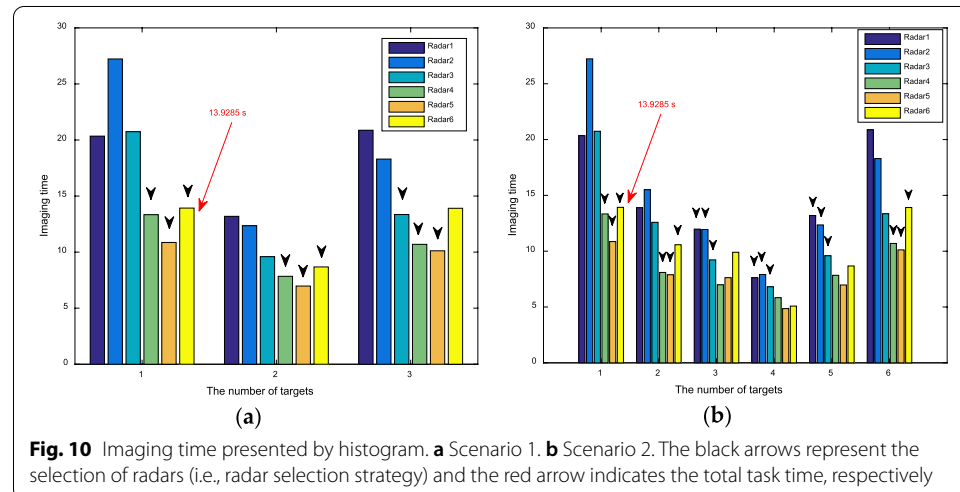 30
25
20
15
10
5
0
Imaging time
13.9285 s
Radar1
Radar2
Radar3
Radar4
Radar5
Radar6
1
2
3
The number of targets
(a)
30
25
20
15
10
5
0
Imaging time
13.9285 s
Radar1
Radar2
Radar3
Radar4
Radar5
Radar6
1
2
3
4
5
6
The number of targets
(b)
Fig. 10 Imaging time presented by histogram. a Scenario 1. b Scenario 2. The black arrows represent the
selection of radars (i.e., radar selection strategy) and the red arrow indicates the total task time, respectively